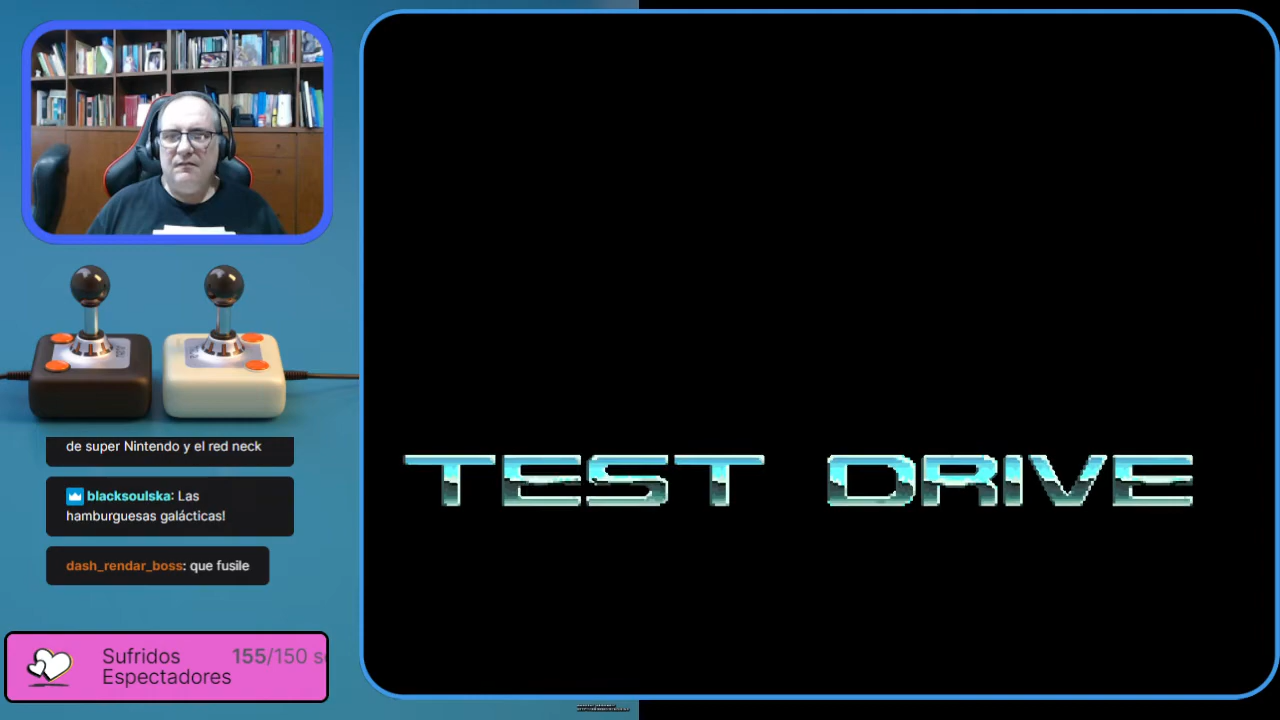 de super Nintendo y el red neck
blacksoulska: Las
hamburguesas galácticas!
dash_rendar_boss: que fusile
Sufridos 155/150 s
Espectadores
TEST DRIVE